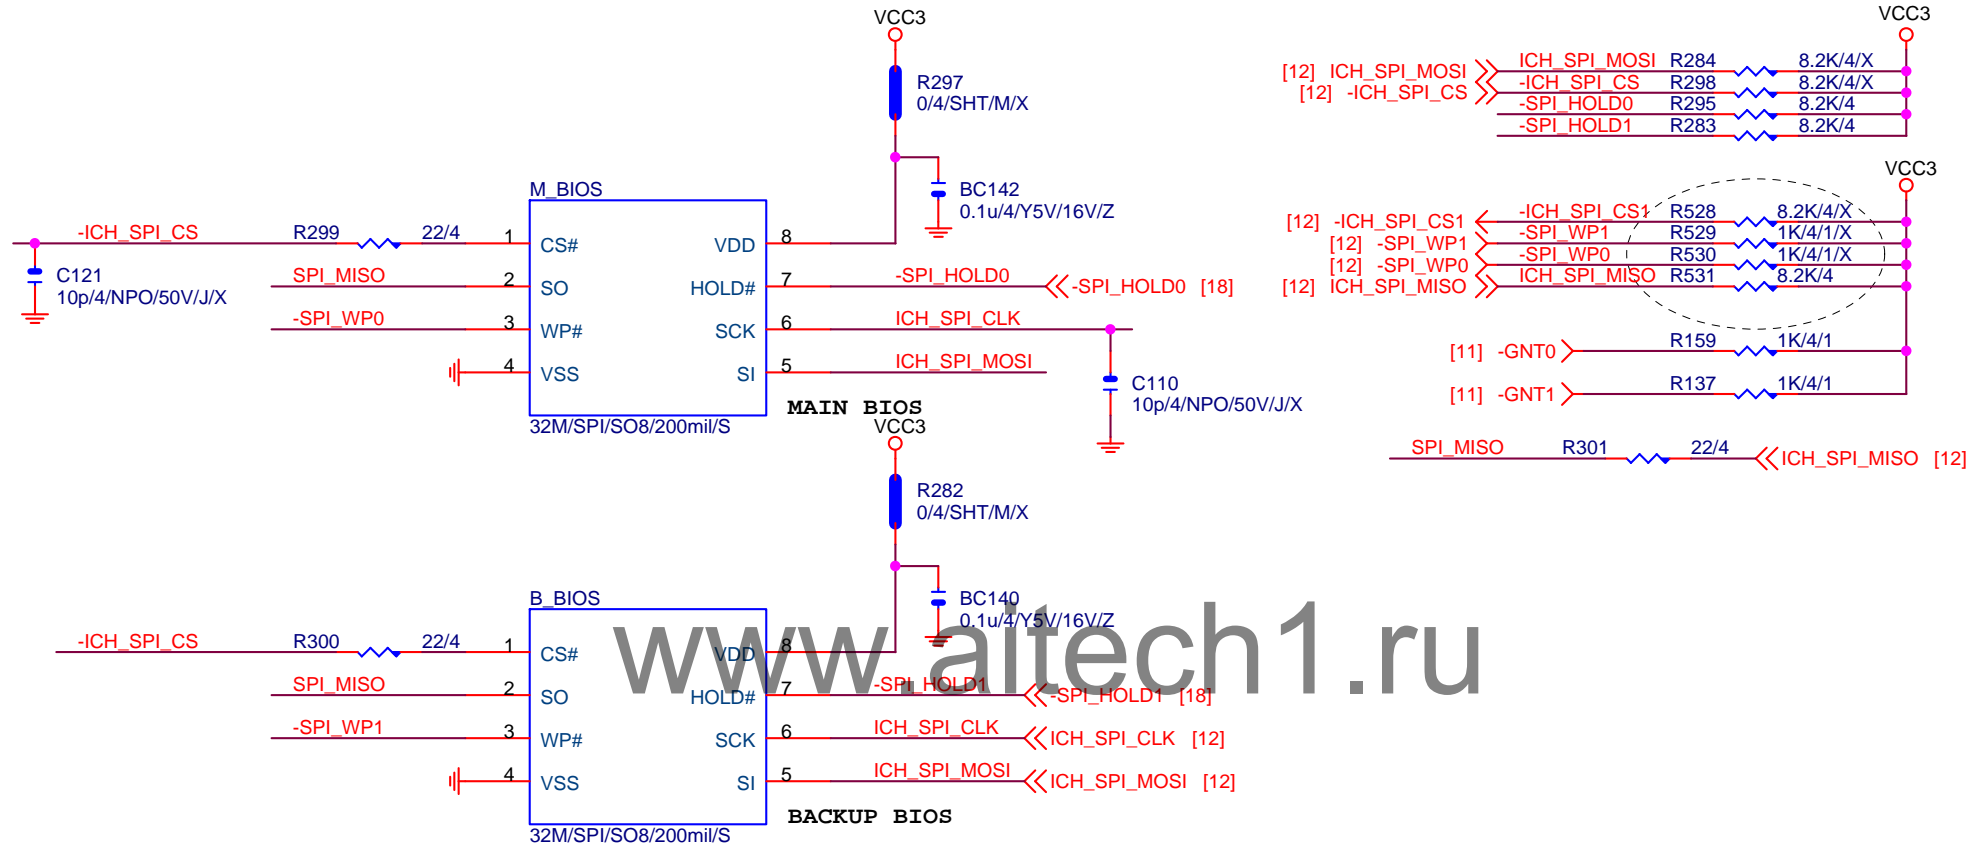 VCC3
R297
0/4/SHT/M/X
BC142
0.1u/4/Y5V/16V/Z
M_BIOS
-ICH_SPI_CS R299 22/4 1 CS# VDD 8
C121
10p/4/NPO/50V/J/X
SPI_MISO 2 SO HOLD# 7 -SPI_HOLD0 -SPI_HOLD0 [18]
-SPI_WP0 3 WP# SCK 6 ICH_SPI_CLK
4 VSS SI 5 ICH_SPI_MOSI
C110
10p/4/NPO/50V/J/X
MAIN BIOS
32M/SPI/SO8/200mil/S
VCC3
R282
0/4/SHT/M/X
BC140
0.1u/4/Y5V/16V/Z
B_BIOS
-ICH_SPI_CS R300 22/4 1 CS# VDD 8
SPI_MISO 2 SO HOLD# 7 -SPI_HOLD1 -SPI_HOLD1 [18]
-SPI_WP1 3 WP# SCK 6 ICH_SPI_CLK ICH_SPI_CLK [12]
4 VSS SI 5 ICH_SPI_MOSI ICH_SPI_MOSI [12]
BACKUP BIOS
32M/SPI/SO8/200mil/S
VCC3
[12] ICH_SPI_MOSI ICH_SPI_MOSI R284 8.2K/4/X
[12] -ICH_SPI_CS -ICH_SPI_CS R298 8.2K/4/X
-SPI_HOLD0 R295 8.2K/4
-SPI_HOLD1 R283 8.2K/4
VCC3
[12] -ICH_SPI_CS1 -ICH_SPI_CS1 R528 8.2K/4/X
[12] -SPI_WP1 -SPI_WP1 R529 1K/4/1/X
[12] -SPI_WP0 -SPI_WP0 R530 1K/4/1/X
[12] ICH_SPI_MISO ICH_SPI_MISO R531 8.2K/4
[11] -GNT0 R159 1K/4/1
[11] -GNT1 R137 1K/4/1
SPI_MISO R301 22/4 ICH_SPI_MISO [12]
www.aitech1.ru